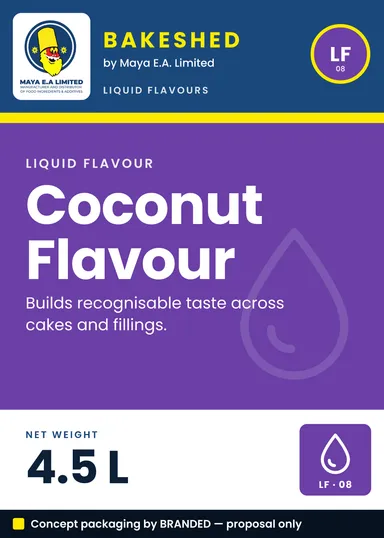 BAKESHED
by Maya E.A. Limited
LIQUID FLAVOURS
LF
08
MAYA E.A LIMITED
MANUFACTURER AND DISTRIBUTOR
OF FOOD INGREDIENTS & ADDITIVES
LIQUID FLAVOUR
Coconut
Flavour
Builds recognisable taste across
cakes and fillings.
NET WEIGHT
4.5 L
LF · 08
Concept packaging by BRANDED — proposal only